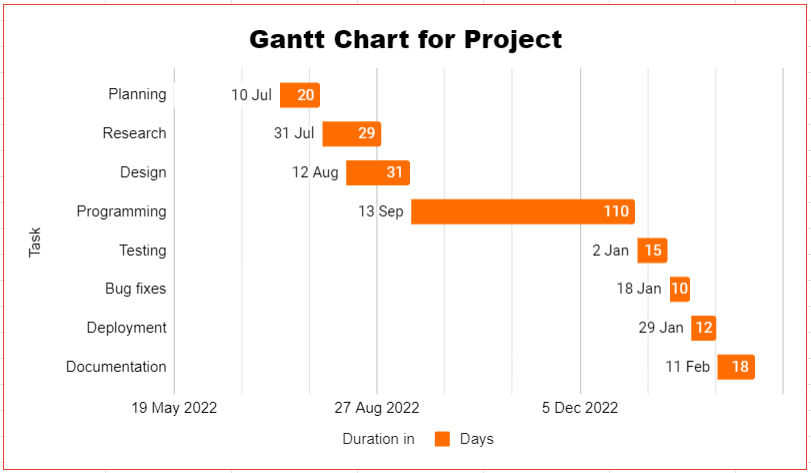 Gantt Chart for Project
Task
Planning 10 Jul 20
Research 31 Jul 29
Design 12 Aug 31
Programming 13 Sep 110
Testing 2 Jan 15
Bug fixes 18 Jan 10
Deployment 29 Jan 12
Documentation 11 Feb 18
19 May 2022 27 Aug 2022 5 Dec 2022
Duration in Days